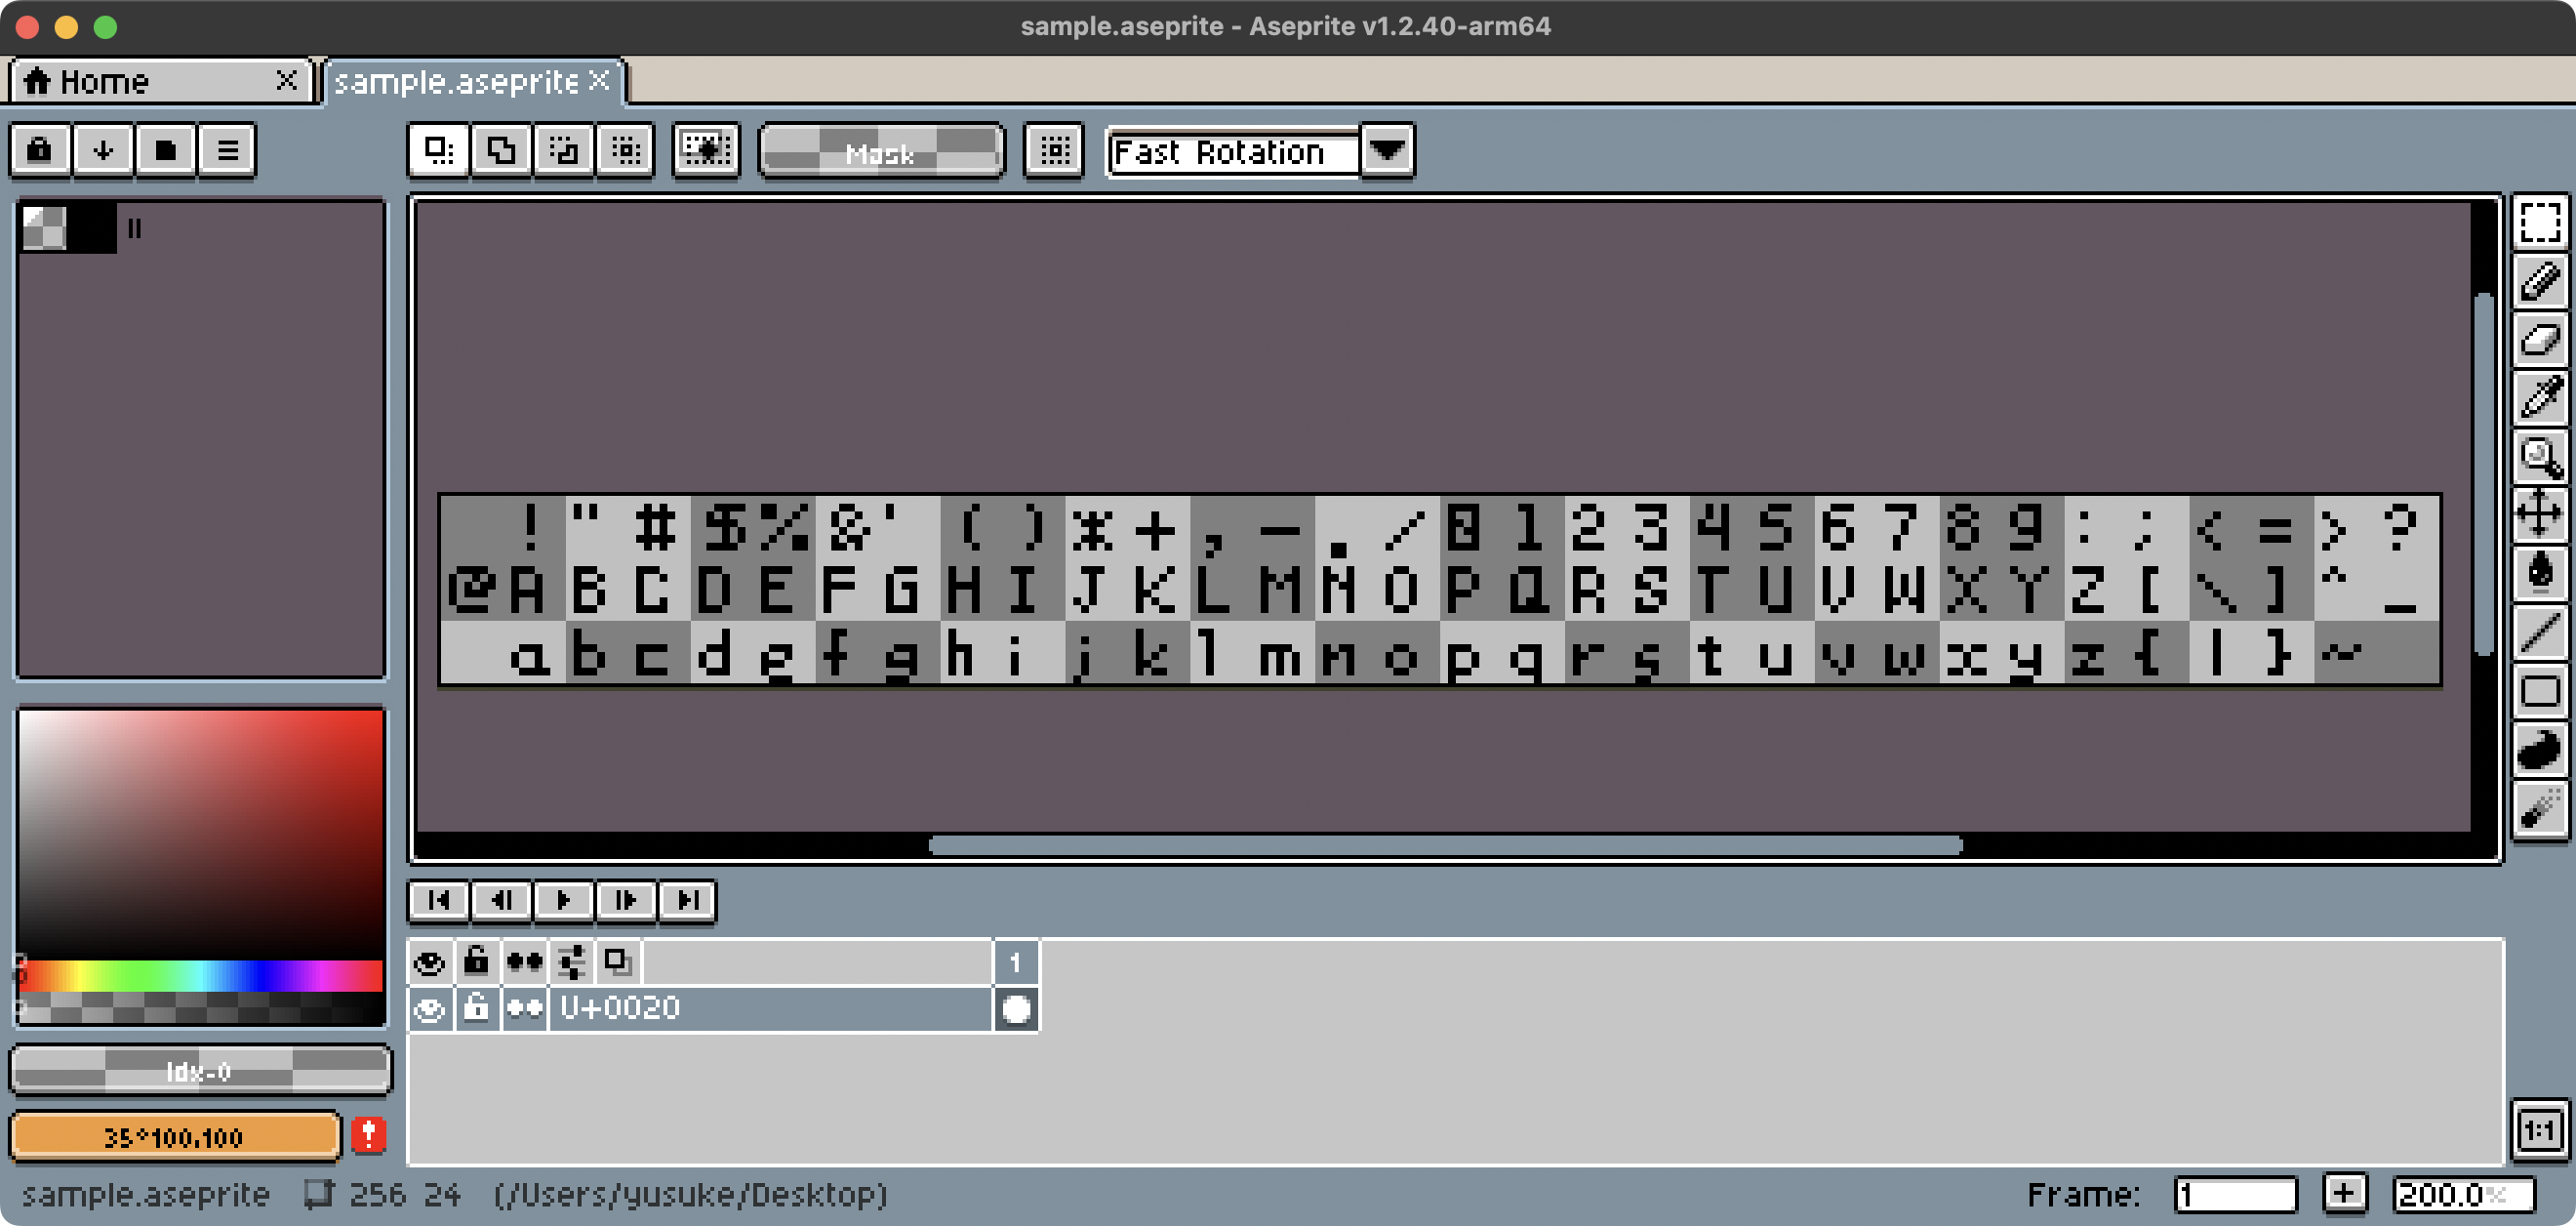 sample.aseprite - Aseprite v1.2.40-arm64
Home
sample.aseprite
Mask
Fast Rotation
! " # $ % & ' ( ) * + , - . / 0 1 2 3 4 5 6 7 8 9 : ; < = > ?
@ A B C D E F G H I J K L M N O P Q R S T U V W X Y Z [ \ ] ^ _
a b c d e f g h i j k l m n o p q r s t u v w x y z { | } ~
1
U+0020
Idx-0
35°100,100
!
1:1
sample.aseprite 256 24 (/Users/yusuke/Desktop)
Frame: 1 + 200.0%